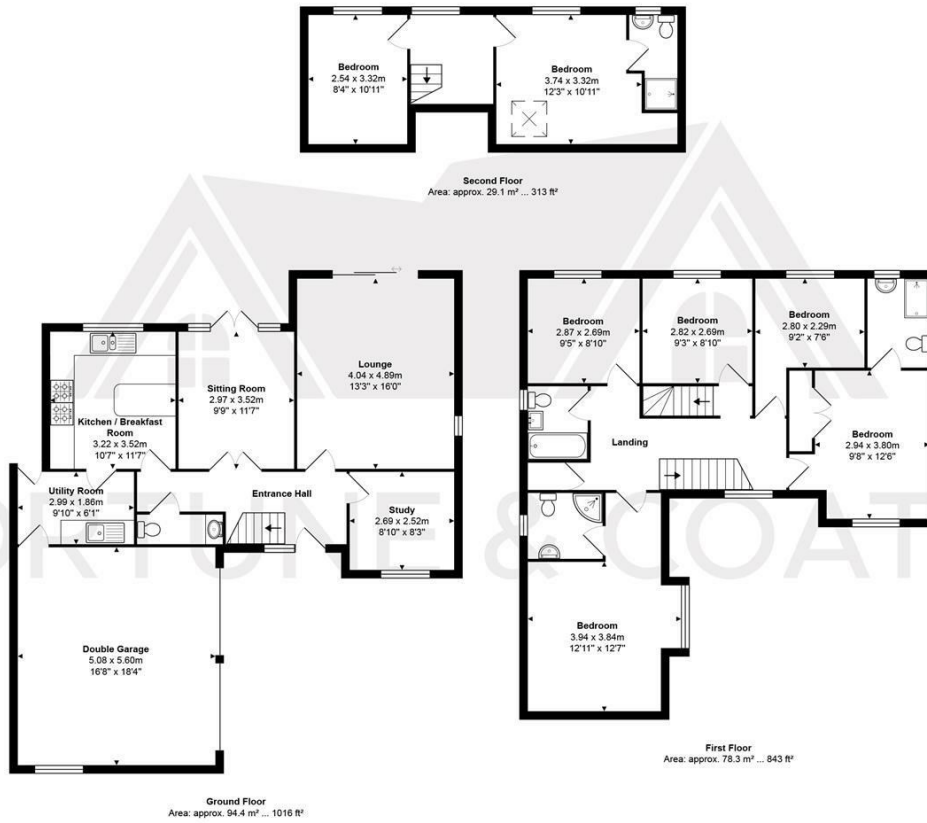 Bedroom
2.54 x 3.32m
8'4" x 10'11"
Bedroom
3.74 x 3.32m
12'3" x 10'11"
Second Floor
Area: approx. 29.1 m² ... 313 ft²
Kitchen / Breakfast
Room
3.22 x 3.52m
10'7" x 11'7"
Sitting Room
2.97 x 3.52m
9'9" x 11'7"
Lounge
4.04 x 4.89m
13'3" x 16'0"
Utility Room
2.99 x 1.86m
9'10" x 6'1"
Entrance Hall
Study
2.69 x 2.52m
8'10" x 8'3"
Double Garage
5.08 x 5.60m
16'8" x 18'4"
Ground Floor
Area: approx. 94.4 m² ... 1016 ft²
Bedroom
2.87 x 2.69m
9'5" x 8'10"
Bedroom
2.82 x 2.69m
9'3" x 8'10"
Bedroom
2.80 x 2.29m
9'2" x 7'6"
Landing
Bedroom
2.94 x 3.80m
9'8" x 12'6"
Bedroom
3.94 x 3.84m
12'11" x 12'7"
First Floor
Area: approx. 78.3 m² ... 843 ft²
ORTUNE & COAT